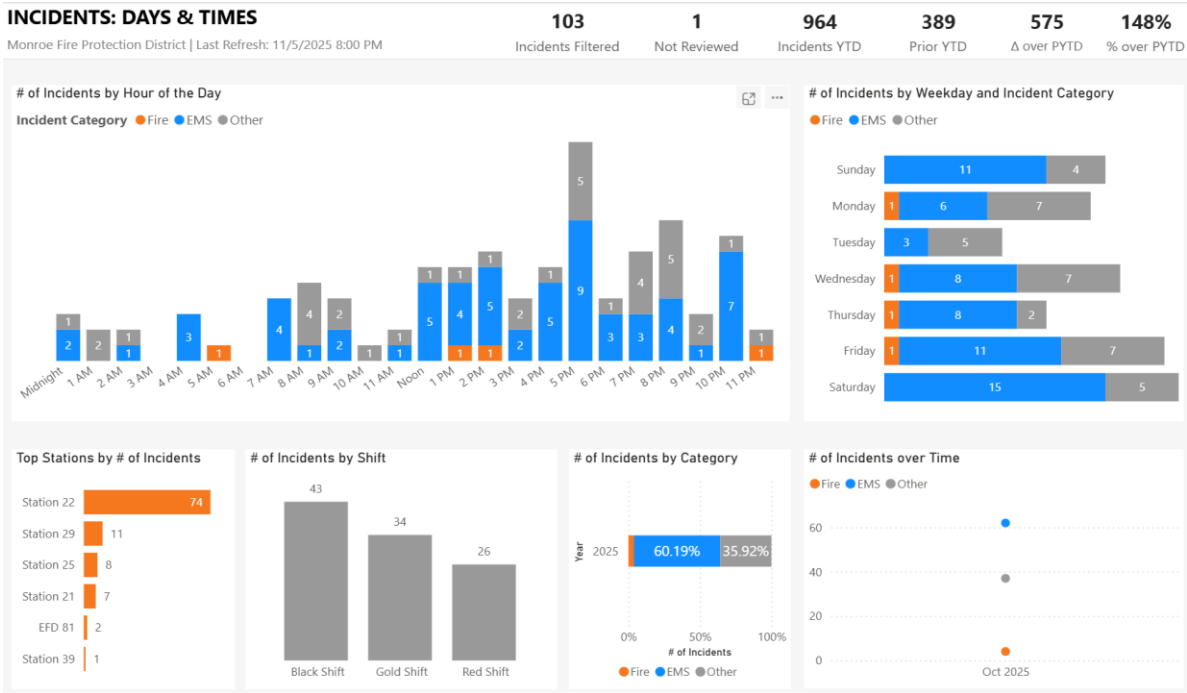 INCIDENTS: DAYS & TIMES
Monroe Fire Protection District | Last Refresh: 11/5/2025 8:00 PM
103
Incidents Filtered
1
Not Reviewed
964
Incidents YTD
389
Prior YTD
575
Δ over PYTD
148%
% over PYTD
# of Incidents by Hour of the Day
Incident Category Fire EMS Other
5
9
1 2
2
1 1
3
1
4
4 1
2 2
1
1 1
1 5
1 4 1
1 5 1
2 2
1 5
1 3
4 3
5 4
2 1
1 7
1 1
Midnight 1 AM 2 AM 3 AM 4 AM 5 AM 6 AM 7 AM 8 AM 9 AM 10 AM 11 AM Noon 1 PM 2 PM 3 PM 4 PM 5 PM 6 PM 7 PM 8 PM 9 PM 10 PM 11 PM
# of Incidents by Weekday and Incident Category
Fire EMS Other
Sunday 11 4
Monday 1 6 7
Tuesday 3 5
Wednesday 1 8 7
Thursday 1 8 2
Friday 1 11 7
Saturday 15 5
Top Stations by # of Incidents
Station 22 74
Station 29 11
Station 25 8
Station 21 7
EFD 81 2
Station 39 1
# of Incidents by Shift
43
34
26
Black Shift Gold Shift Red Shift
# of Incidents by Category
Year
2025 60.19% 35.92%
0% 50% 100%
# of Incidents
Fire EMS Other
# of Incidents over Time
Fire EMS Other
60
40
20
0
Oct 2025